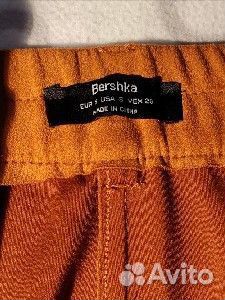 Bershka
EUR S USA S MEX 26
MADE IN CHINA
Avito